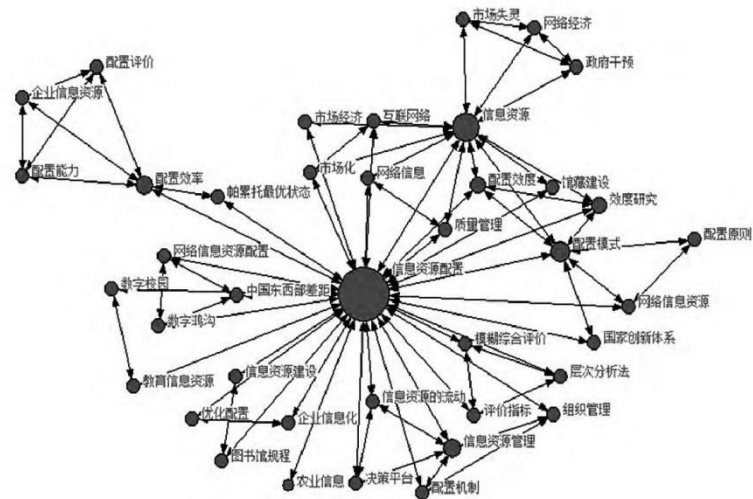 市场失灵
网络经济
政府干预
配置评价
企业信息资源
配置能力
配置效率
帕累托最优状态
市场经济
互联网络
信息资源
市场化
网络信息
配置效度
馆藏建设
效度研究
质量管理
配置模式
配置原则
网络信息资源配置
信息资源配置
数字校园
中国东西部差距
数字鸿沟
网络信息资源
国家创新体系
模糊综合评价
教育信息资源
信息资源建设
层次分析法
信息资源的流动
优化配置
企业信息化
评价指标
组织管理
信息资源管理
图书馆规程
农业信息
决策平台
配置机制